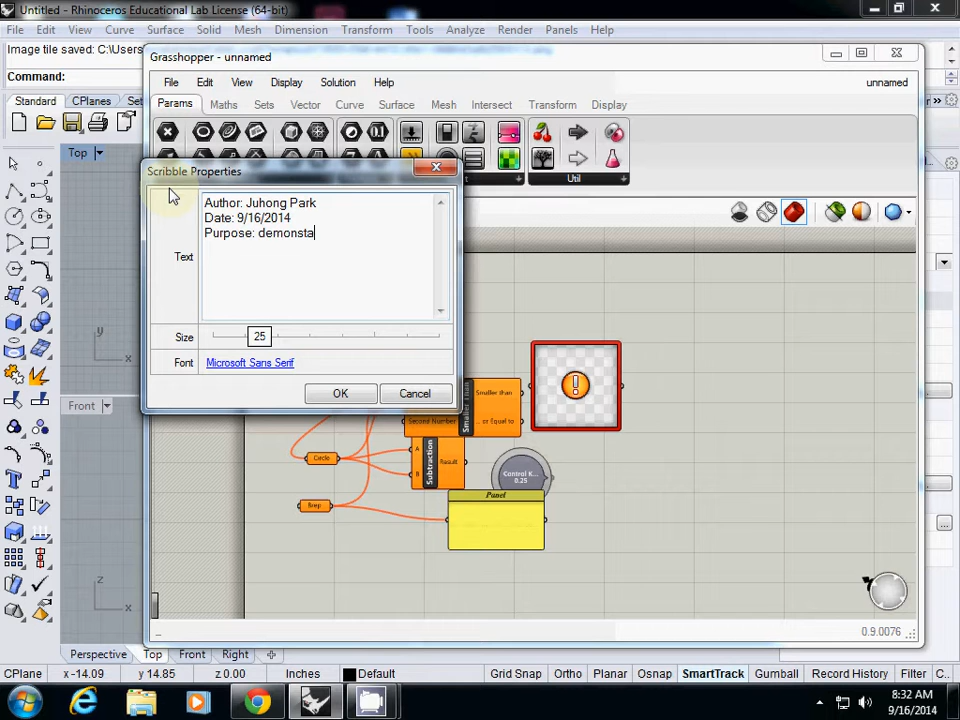 Untitled - Rhinoceros Educational Lab License (64-bit)
File Edit View Curve Surface Solid Mesh Dimension Transform Tools Analyze Render Panels Help
Image tile saved: C:\Users
Command:
Standard CPlanes Set
Grasshopper - unnamed
File Edit View Display Solution Help unnamed
Params Maths Sets Vector Curve Surface Mesh Intersect Transform Display
Util
Top
Scribble Properties
Text
Author: Juhong Park
Date: 9/16/2014
Purpose: demonsta
Size 25
Font Microsoft Sans Serif
OK Cancel
Front
Second Number
Smaller Than
Smaller than
... or Equal to
Circle
A
B
Subtraction
Result
Control K...
0.25
Brep
Panel
0.9.0076
Perspective Top Front Right
CPlane x -14.09 y 14.85 z 0.00 Inches Default Grid Snap Ortho Planar Osnap SmartTrack Gumball Record History Filter C..
8:32 AM
9/16/2014